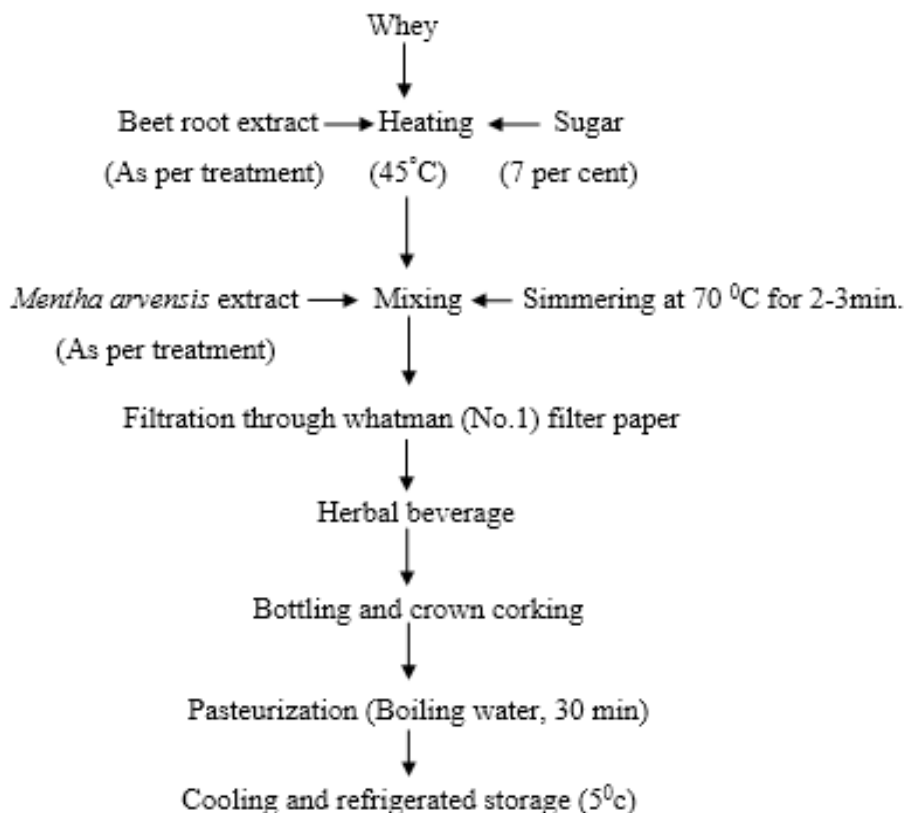 Whey
Beet root extract Heating Sugar
(As per treatment) (45°C) (7 per cent)
Mentha arvensis extract Mixing Simmering at 70 ⁰C for 2-3min.
(As per treatment)
Filtration through whatman (No.1) filter paper
Herbal beverage
Bottling and crown corking
Pasteurization (Boiling water, 30 min)
Cooling and refrigerated storage (5⁰c)